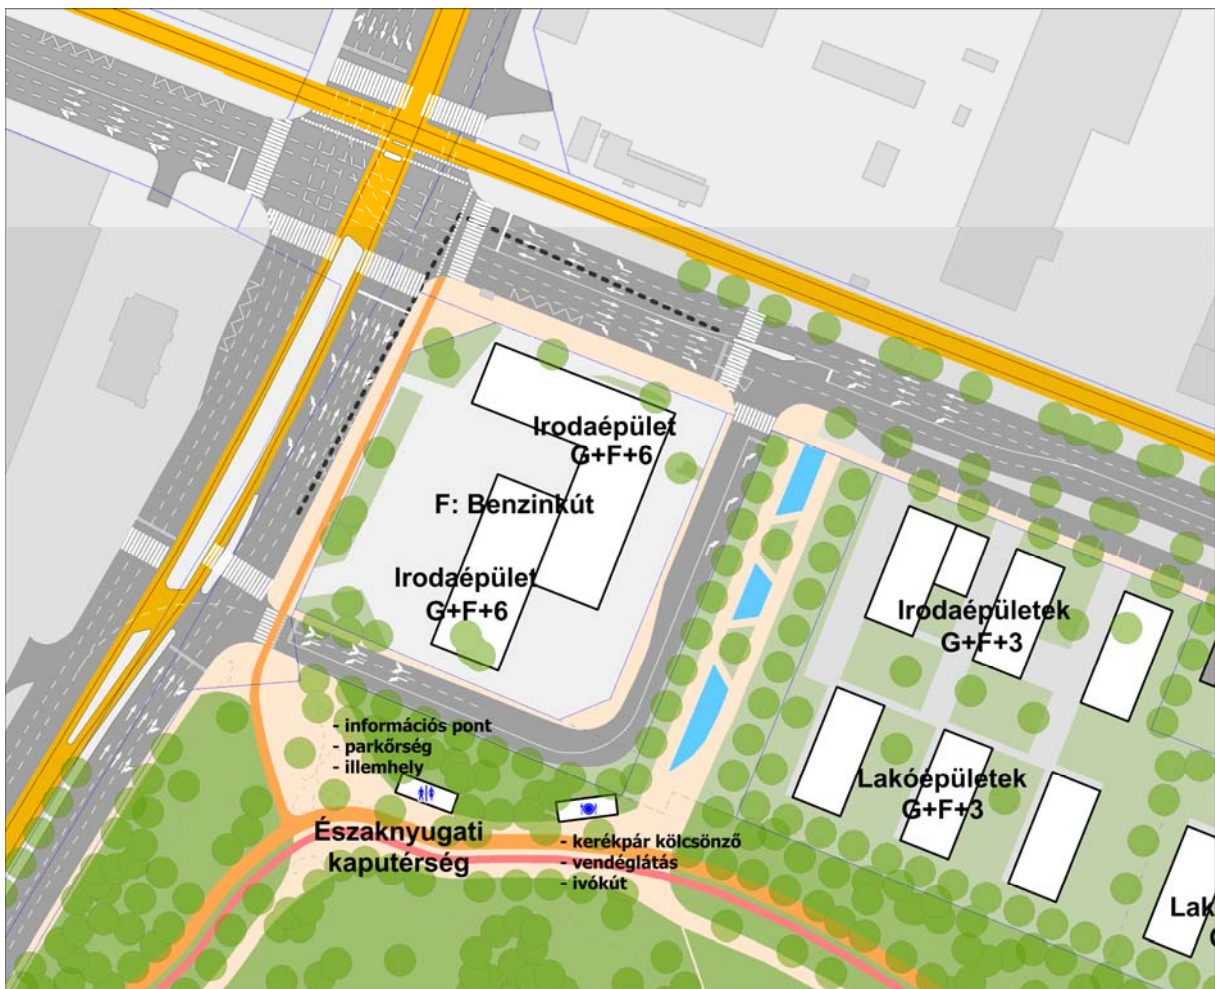 Irodaépület
G+F+6
F: Benzinkút
Irodaépület
G+F+6
Irodaépületek
G+F+3
- információs pont
- parkőrség
- illemhely
Lakóépületek
G+F+3
Északnyugati
kaputérség
- kerékpár kölcsönző
- vendéglátás
- ivókút
Lak